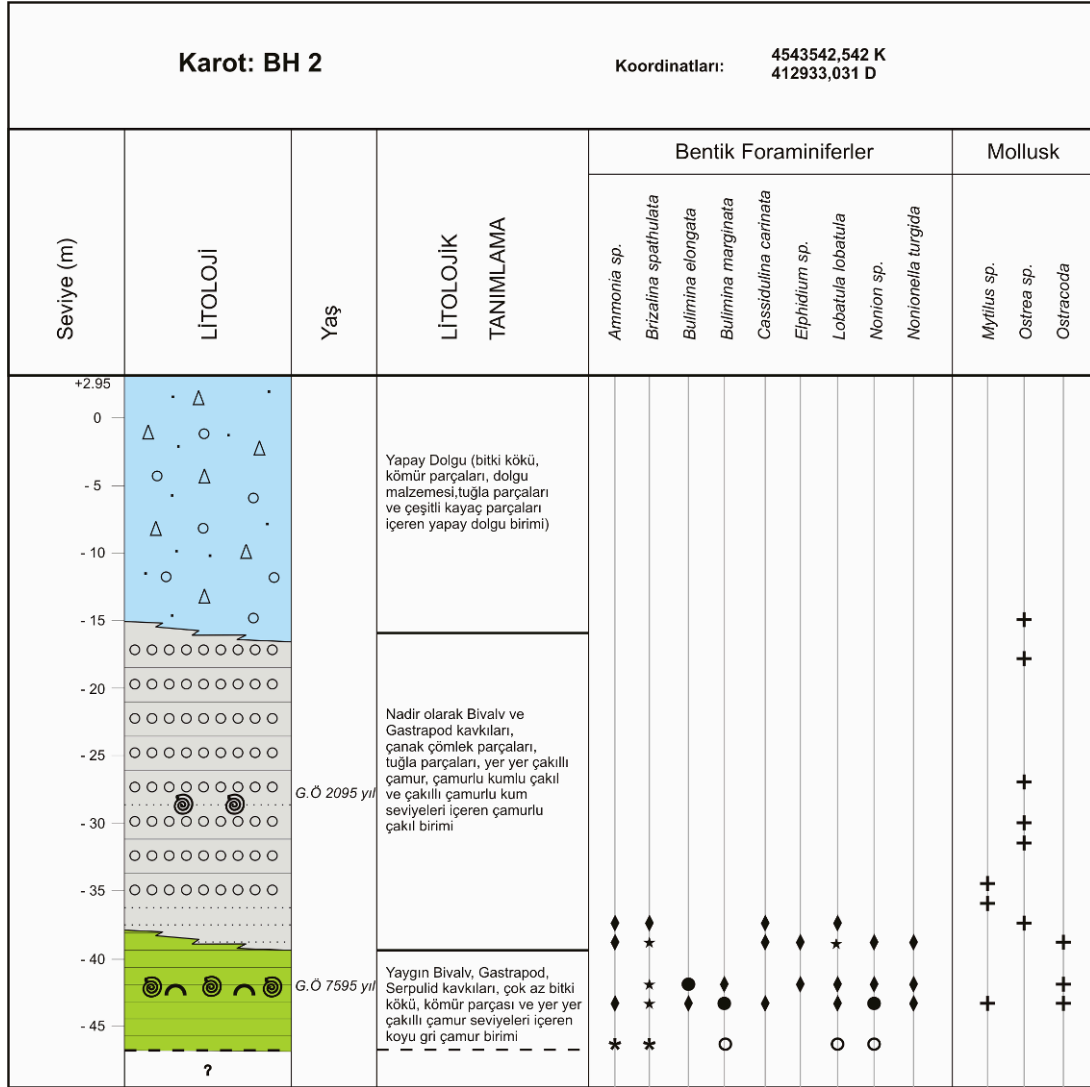 Karot: BH 2
Koordinatları:
4543542,542 K
412933,031 D
Seviye (m)
LİTOLOJİ
Yaş
LİTOLOJİK
TANIMLAMA
Bentik Foraminiferler
Mollusk
Ammonia sp.
Brizalina spathulata
Bulimina elongata
Bulimina marginata
Cassidulina carinata
Elphidium sp.
Lobatula lobatula
Nonion sp.
Nonionella turgida
Mytilus sp.
Ostrea sp.
Ostracoda
+2.95
0
- 5
- 10
- 15
- 20
- 25
- 30
- 35
- 40
- 45
Yapay Dolgu (bitki kökü,
kömür parçaları, dolgu
malzemesi,tuğla parçaları
ve çeşitli kayaç parçaları
içeren yapay dolgu birimi)
Nadir olarak Bivalv ve
Gastrapod kavkıları,
çanak çömlek parçaları,
tuğla parçaları, yer yer çakıllı
çamur, çamurlu kumlu çakıl
ve çakıllı çamurlu kum
seviyeleri içeren çamurlu
çakıl birimi
G.Ö 2095 yıl
G.Ö 7595 yıl
Yaygın Bivalv, Gastrapod,
Serpulid kavkıları, çok az bitki
kökü, kömür parçası ve yer yer
çakıllı çamur seviyeleri içeren
koyu gri çamur birimi
?